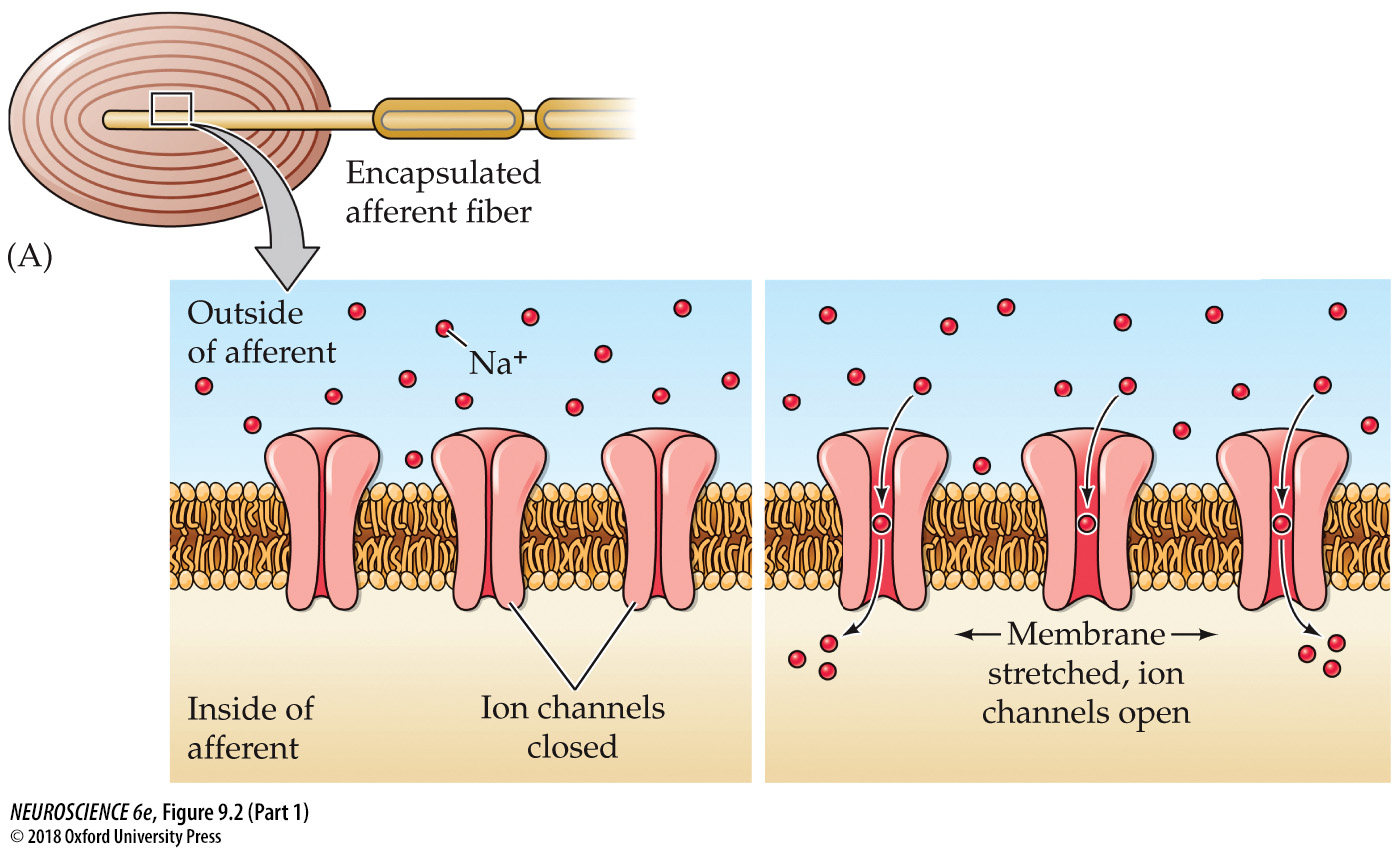 Encapsulated
afferent fiber
(A)
Outside
of afferent
Na⁺
Inside of
afferent
Ion channels
closed
Membrane
stretched, ion
channels open
NEUROSCIENCE 6e, Figure 9.2 (Part 1)
© 2018 Oxford University Press